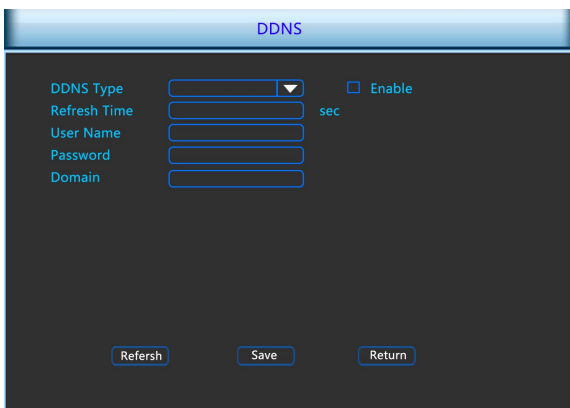 DDNS
DDNS Type Enable
Refresh Time sec
User Name
Password
Domain
Refersh Save Return